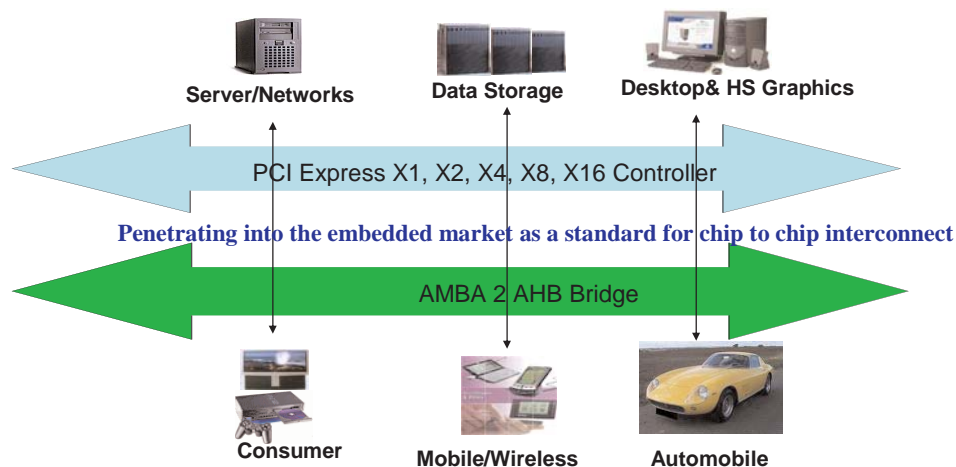 Server/Networks
Data Storage
Desktop& HS Graphics
PCI Express X1, X2, X4, X8, X16 Controller
Penetrating into the embedded market as a standard for chip to chip interconnect
AMBA 2 AHB Bridge
Consumer
Mobile/Wireless
Automobile